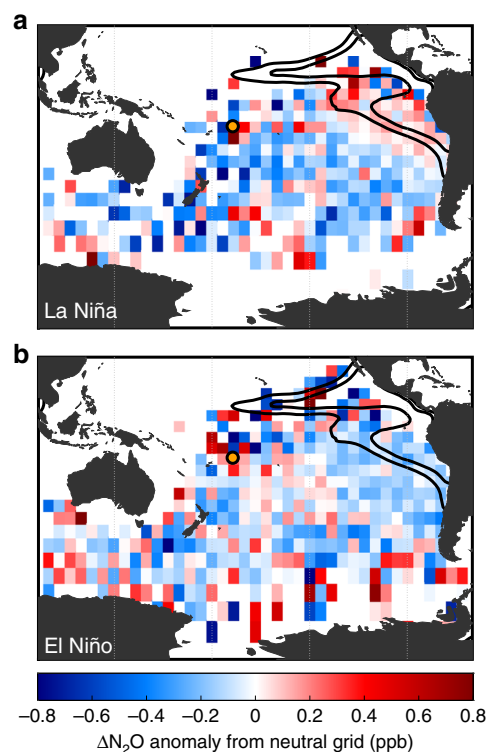 a
La Niña
b
El Niño
−0.8 −0.6 −0.4 −0.2 0 0.2 0.4 0.6 0.8
ΔN₂O anomaly from neutral grid (ppb)